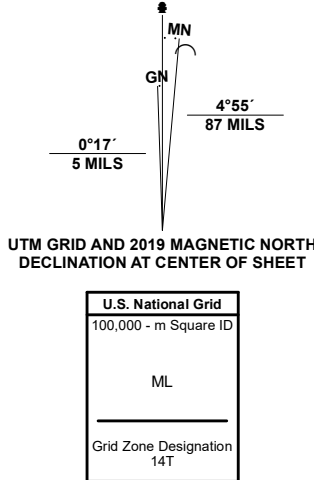 MN
GN
4°55´
87 MILS
0°17´
5 MILS
UTM GRID AND 2019 MAGNETIC NORTH
DECLINATION AT CENTER OF SHEET
U.S. National Grid
100,000 - m Square ID
ML
Grid Zone Designation
14T